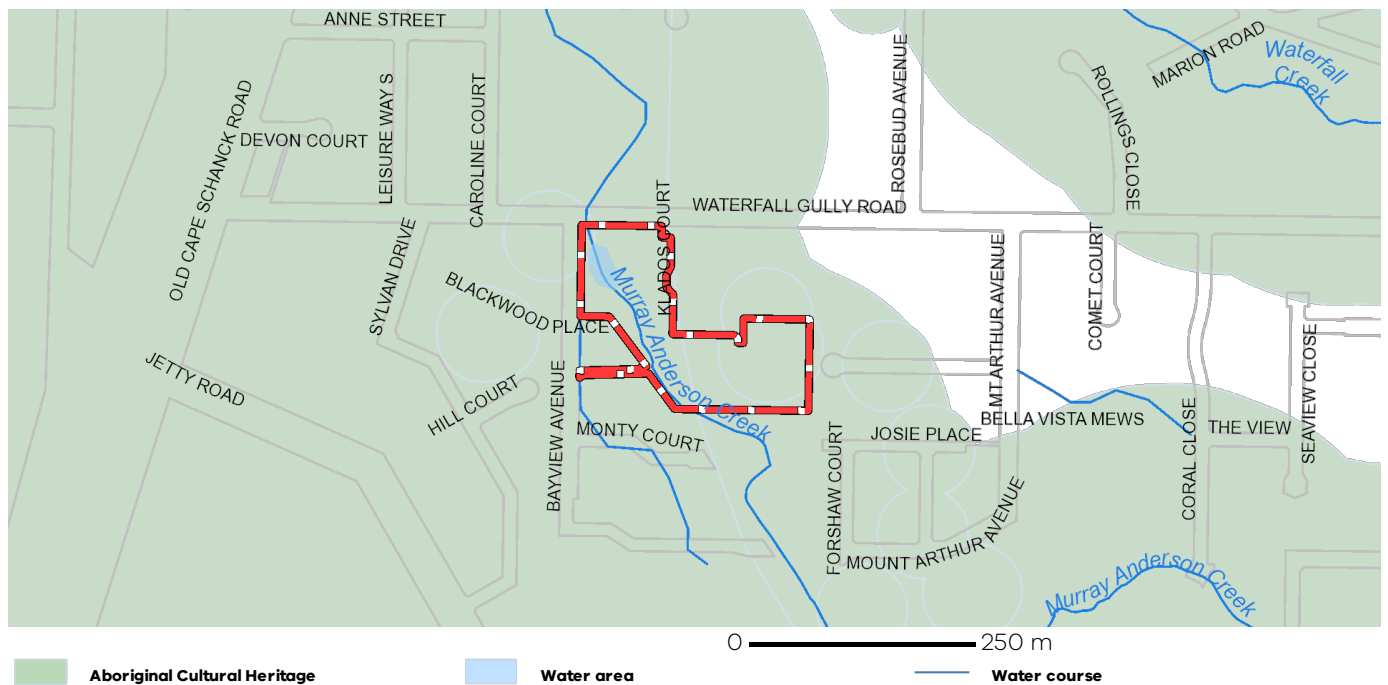 ANNE STREET
MARION ROAD
Waterfall
Creek
ROLLINGS CLOSE
ROSEBUD AVENUE
LEISURE WAY S
CAROLINE COURT
OLD CAPE SCHANCK ROAD
DEVON COURT
WATERFALL GULLY ROAD
KLADOS COURT
SYLVAN DRIVE
BLACKWOOD PLACE
Murray Anderson Creek
MT ARTHUR AVENUE
COMET COURT
SEAVIEW CLOSE
JETTY ROAD
HILL COURT
BAYVIEW AVENUE
MONTY COURT
FORSHAW COURT
JOSIE PLACE
BELLA VISTA MEWS
CORAL CLOSE
THE VIEW
MOUNT ARTHUR AVENUE
Murray Anderson Creek
0 250 m
Aboriginal Cultural Heritage Water area Water course